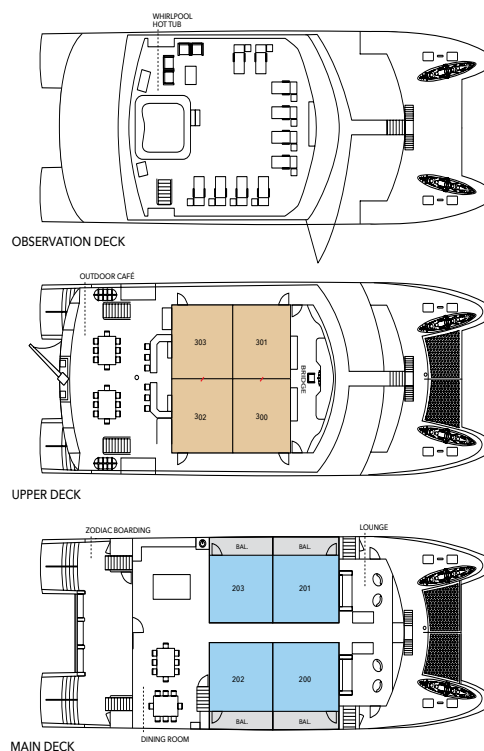 WHIRLPOOL
HOT TUB
OBSERVATION DECK
OUTDOOR CAFÉ
303
301
BRIDGE
302
300
UPPER DECK
ZODIAC BOARDING
LOUNGE
BAL.
BAL.
203
201
202
200
BAL.
BAL.
DINING ROOM
MAIN DECK